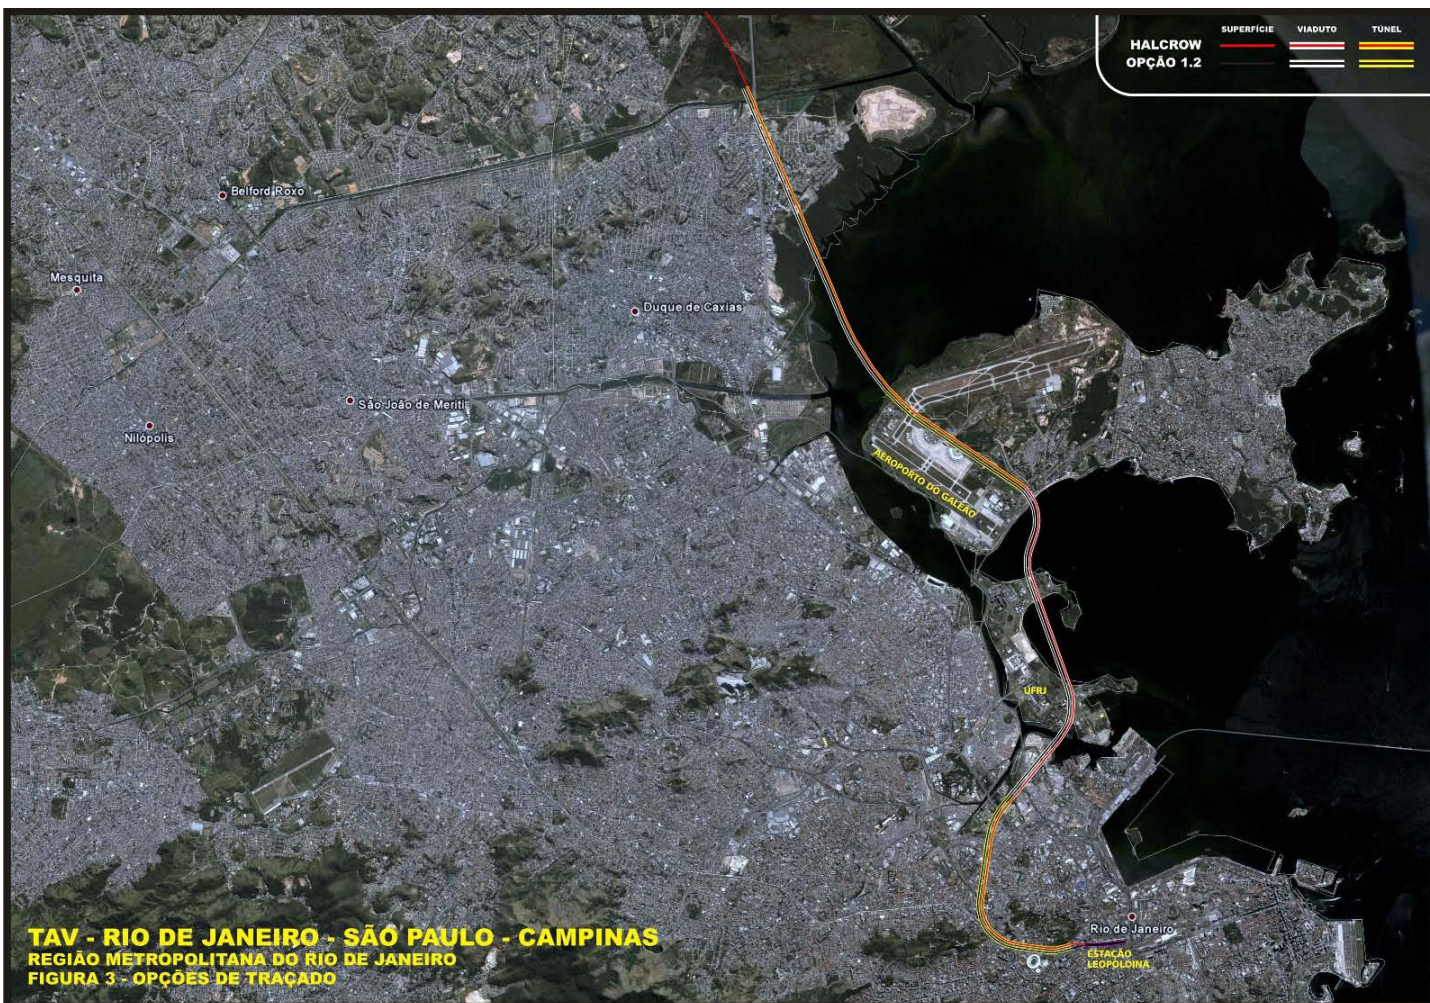 SUPERFÍCIE VIADUTO TÚNEL
HALCROW
OPÇÃO 1.2
Belford Roxo
Mesquita
Duque de Caxias
São João de Meriti
Nilópolis
AEROPORTO DO GALEÃO
UFRJ
Rio de Janeiro
ESTAÇÃO
LEOPOLDINA
TAV - RIO DE JANEIRO - SÃO PAULO - CAMPINAS
REGIÃO METROPOLITANA DO RIO DE JANEIRO
FIGURA 3 - OPÇÕES DE TRAÇADO